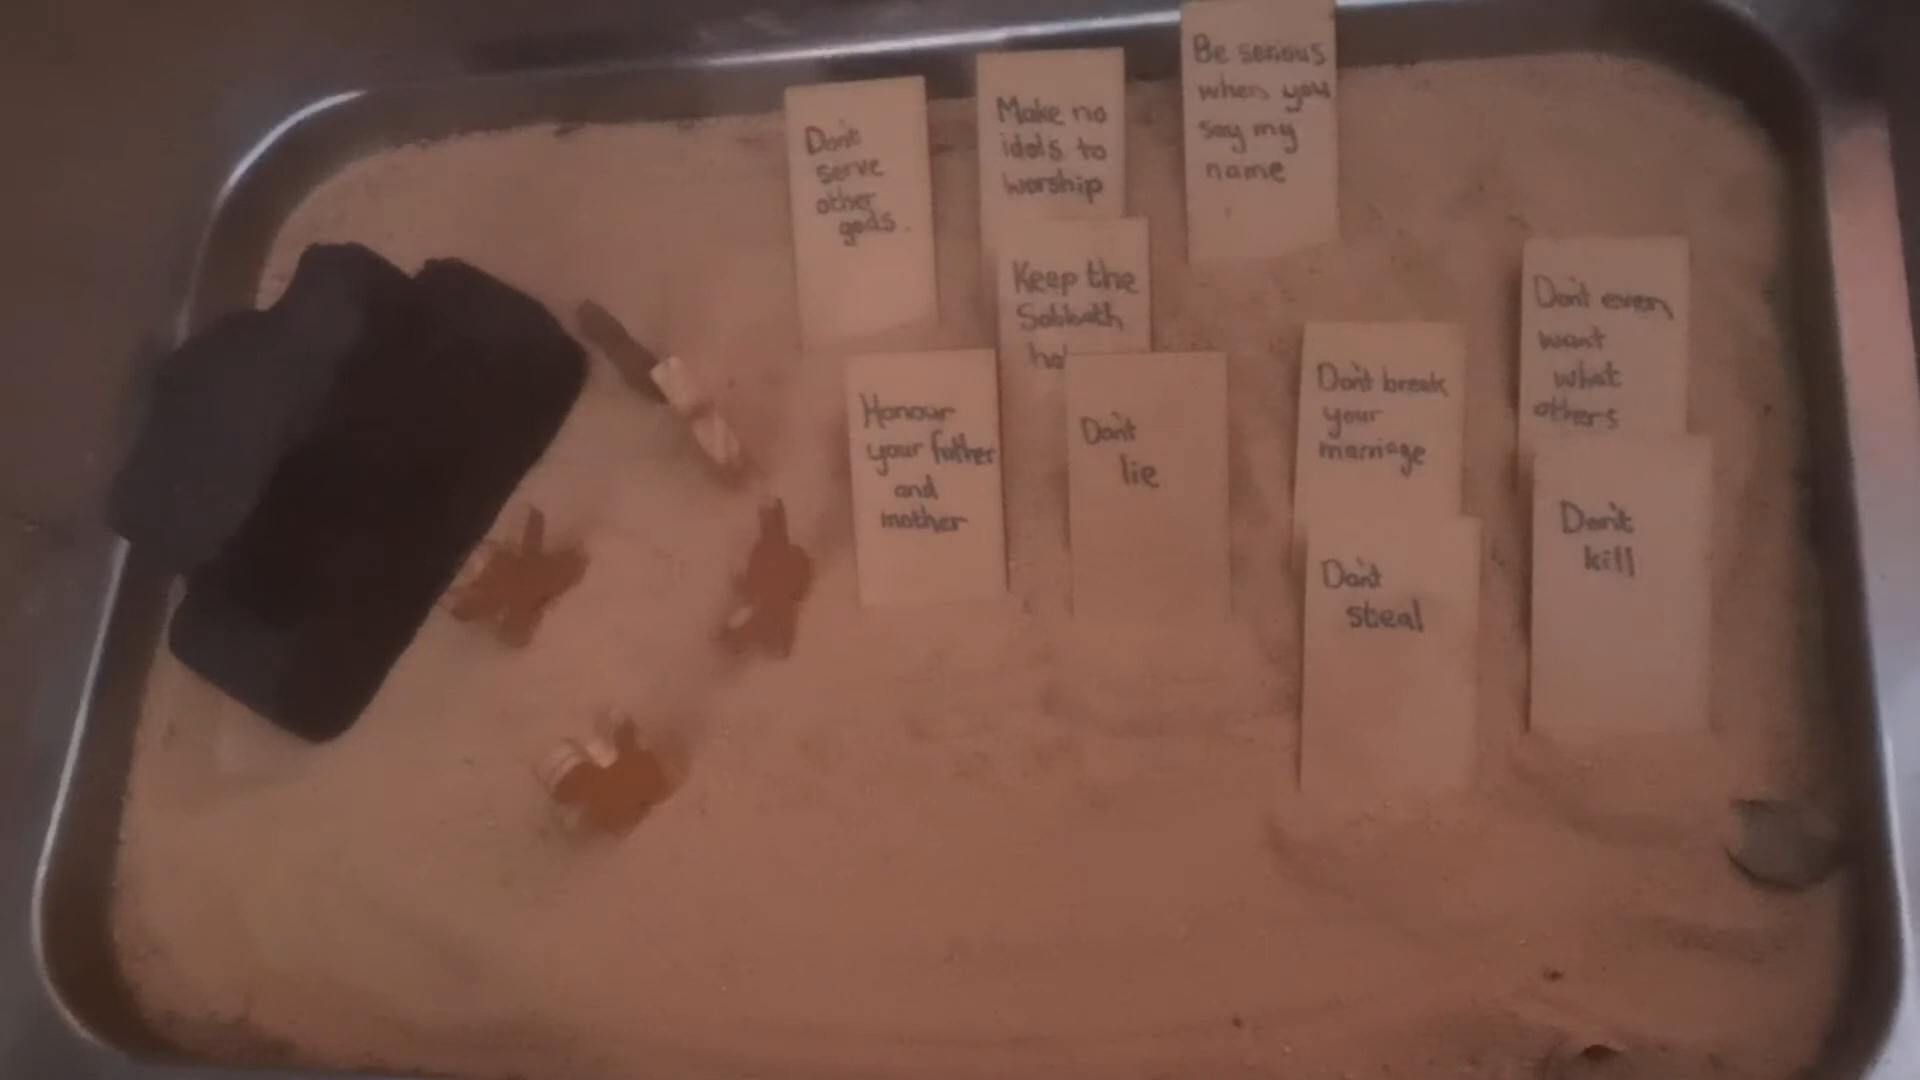 Don't
serve
other
gods.
Make no
idols to
worship
Be serious
when you
say my
name
Keep the
Sabbath
hol
Honour
your father
and
mother
Don't
lie
Don't break
your
marriage
Don't even
want
what
others
Don't
steal
Don't
kill